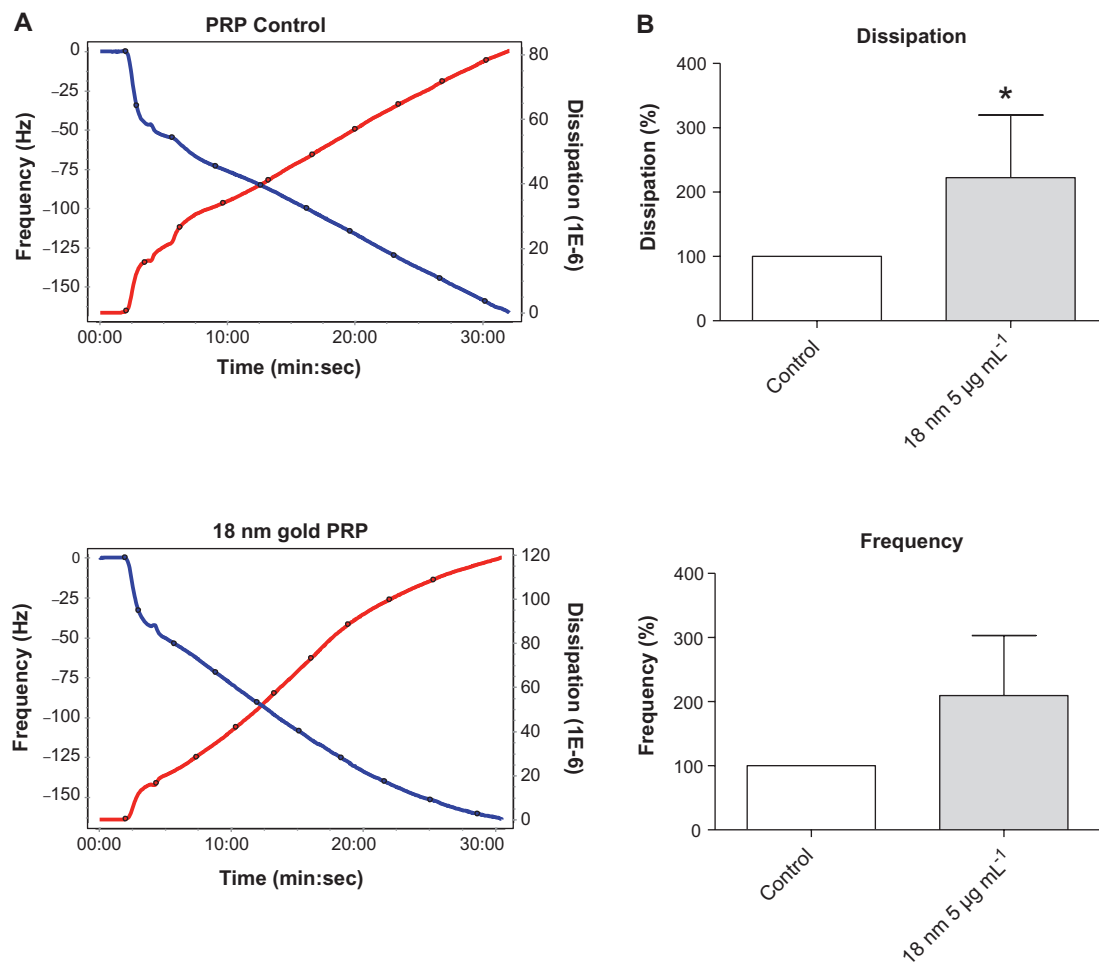 A
PRP Control
0
−25
−50
−75
−100
−125
−150
Frequency (Hz)
80
60
40
20
0
Dissipation (1E-6)
00:00 10:00 20:00 30:00
Time (min:sec)
18 nm gold PRP
0
−25
−50
−75
−100
−125
−150
Frequency (Hz)
120
100
80
60
40
20
0
Dissipation (1E-6)
00:00 10:00 20:00 30:00
Time (min:sec)
B
Dissipation
400
300
200
100
0
Dissipation (%)
*
Control
18 nm 5 µg mL-1
Frequency
400
300
200
100
0
Frequency (%)
Control
18 nm 5 µg mL-1